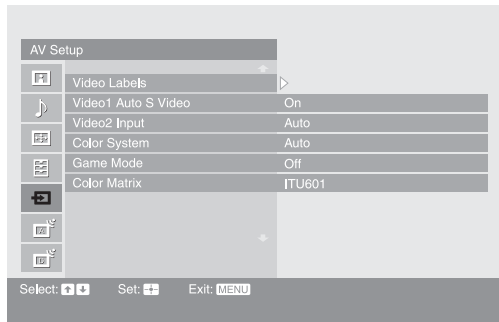 AV Setup
Video Labels
Video1 Auto S Video On
Video2 Input Auto
Color System Auto
Game Mode Off
Color Matrix ITU601
Select: Set: Exit: MENU